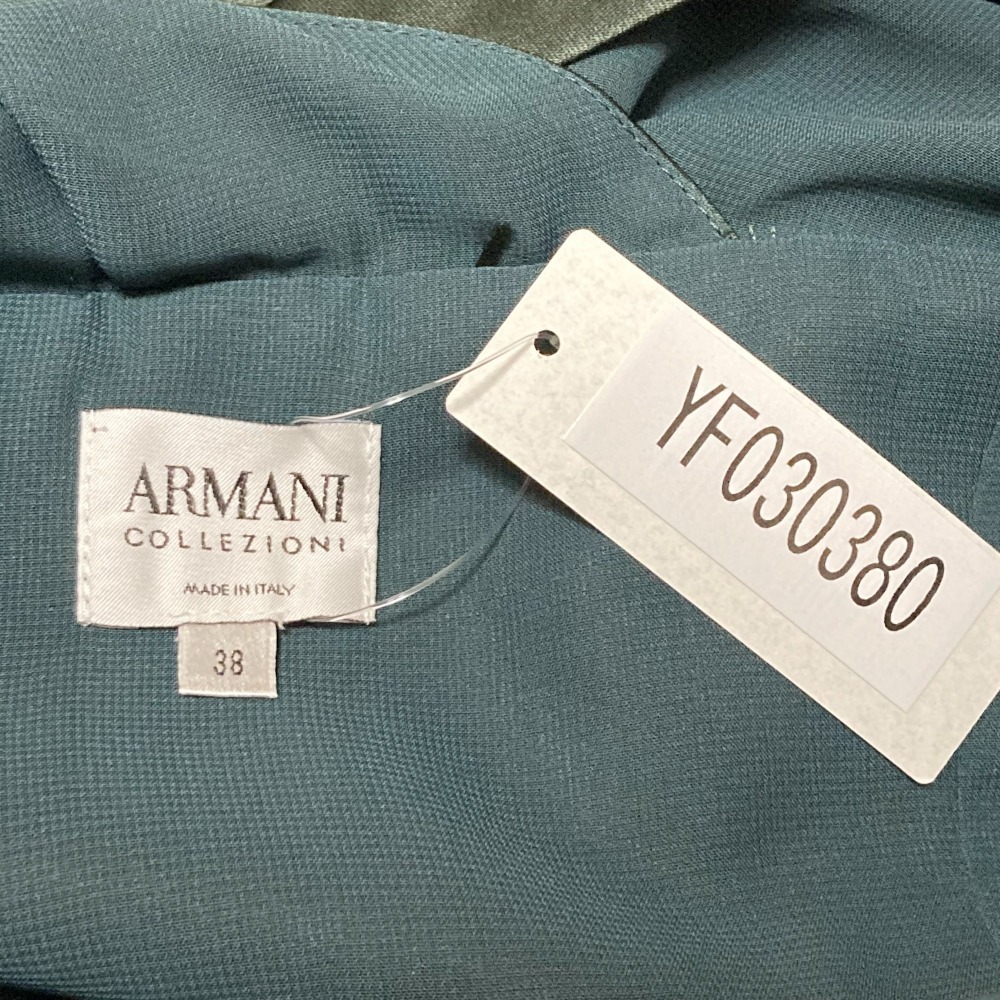 ARMANI
COLLEZIONI
MADE IN ITALY
38
YF030380